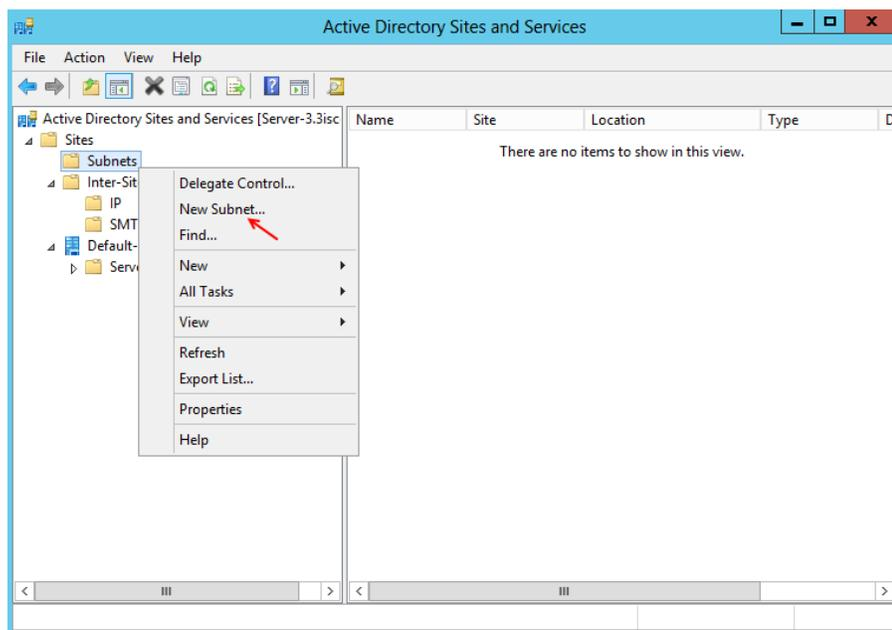 Active Directory Sites and Services
File Action View Help
Active Directory Sites and Services [Server-3.3isc
Sites
Subnets
Inter-Sit
IP
SMT
Default-
Serve
Delegate Control...
New Subnet...
Find...
New
All Tasks
View
Refresh
Export List...
Properties
Help
Name Site Location Type D
There are no items to show in this view.